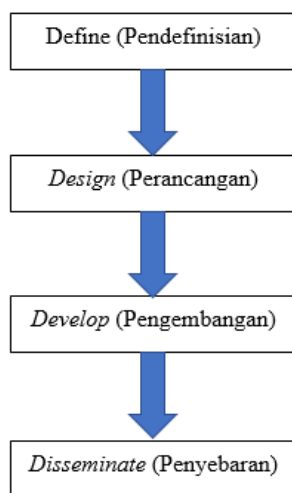 Define (Pendefinisian)
Design (Perancangan)
Develop (Pengembangan)
Disseminate (Penyebaran)